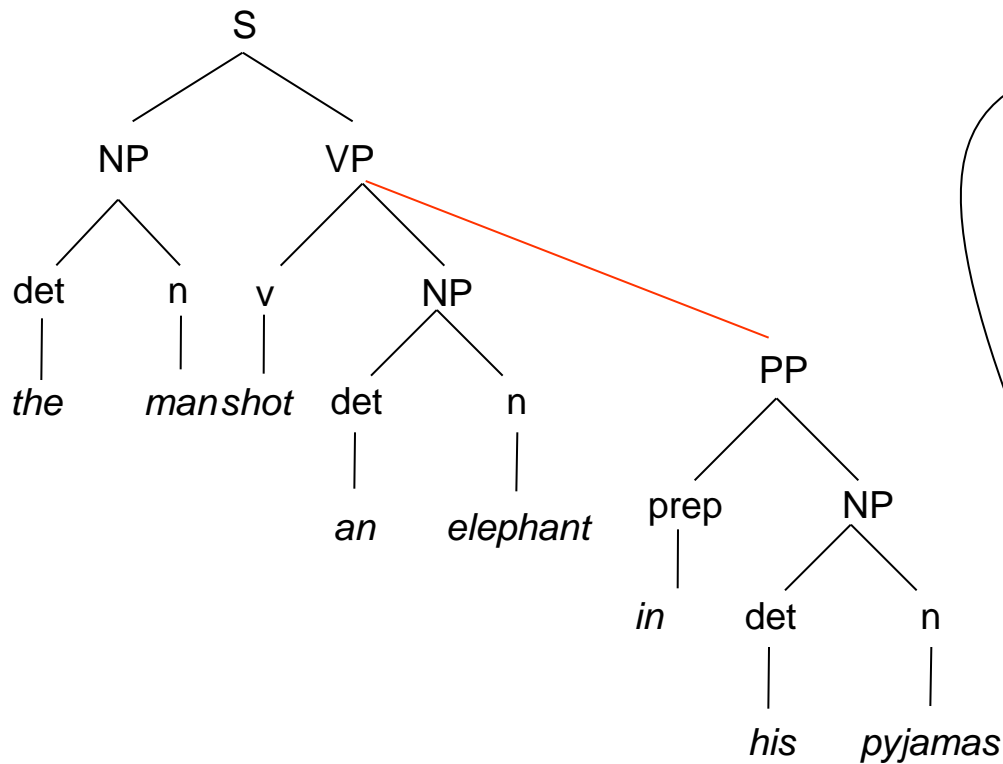 S
NP VP
det n v NP
PP
the man shot det n
prep NP
an elephant
in det n
his pyjamas